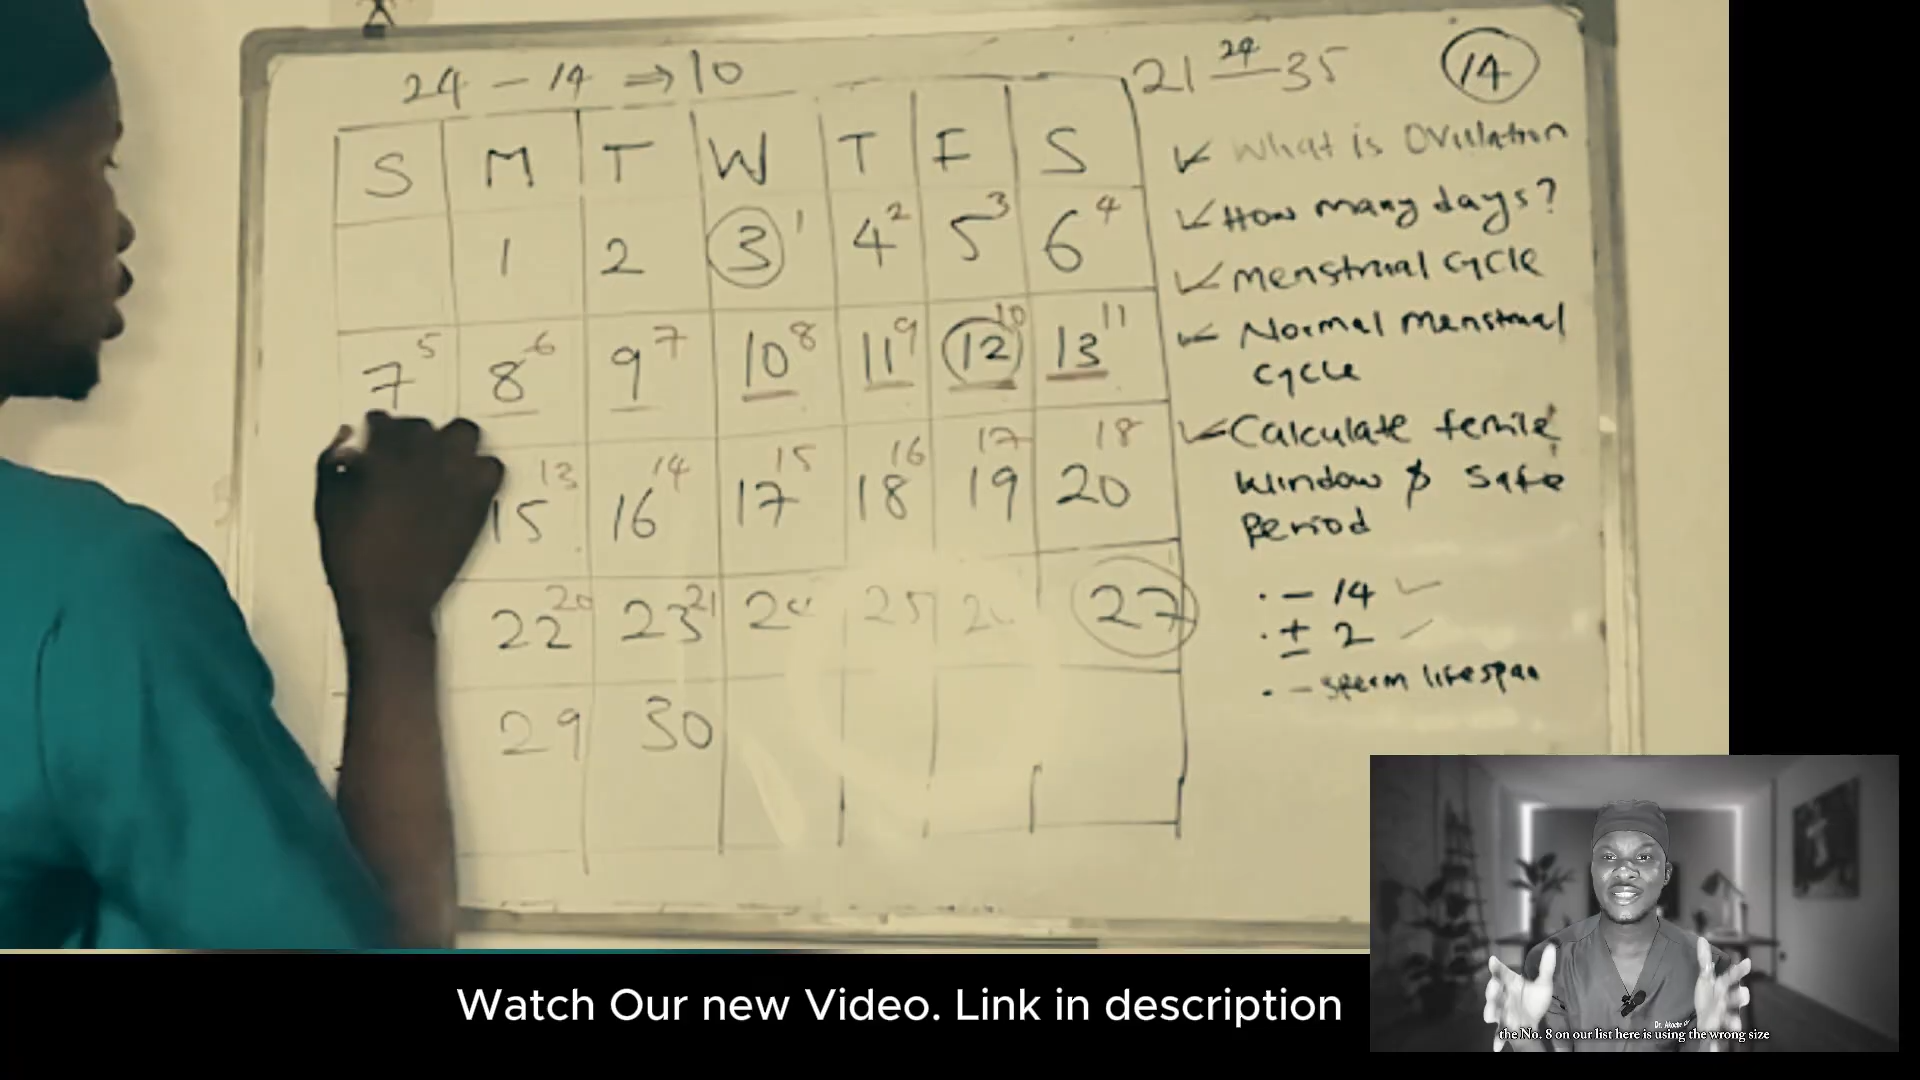 24 – 14 ⇒ 10
21 24 35
14
S M T W T F S
1 2 3 1 4 2 5 3 6 4
7 5 8 6 9 7 10 8 11 9 12 10 13 11
15 13 16 14 17 15 18 16 19 17 20 18
22 20 23 21 25 27
29 30
What is Ovulation
How many days?
Menstrual cycle
Normal Menstrual
cycle
Calculate fertile
Window & Safe
Period
· – 14
· ± 2
· – sperm lifespan
Watch Our new Video. Link in description
the No. 8 on our list here is using the wrong size